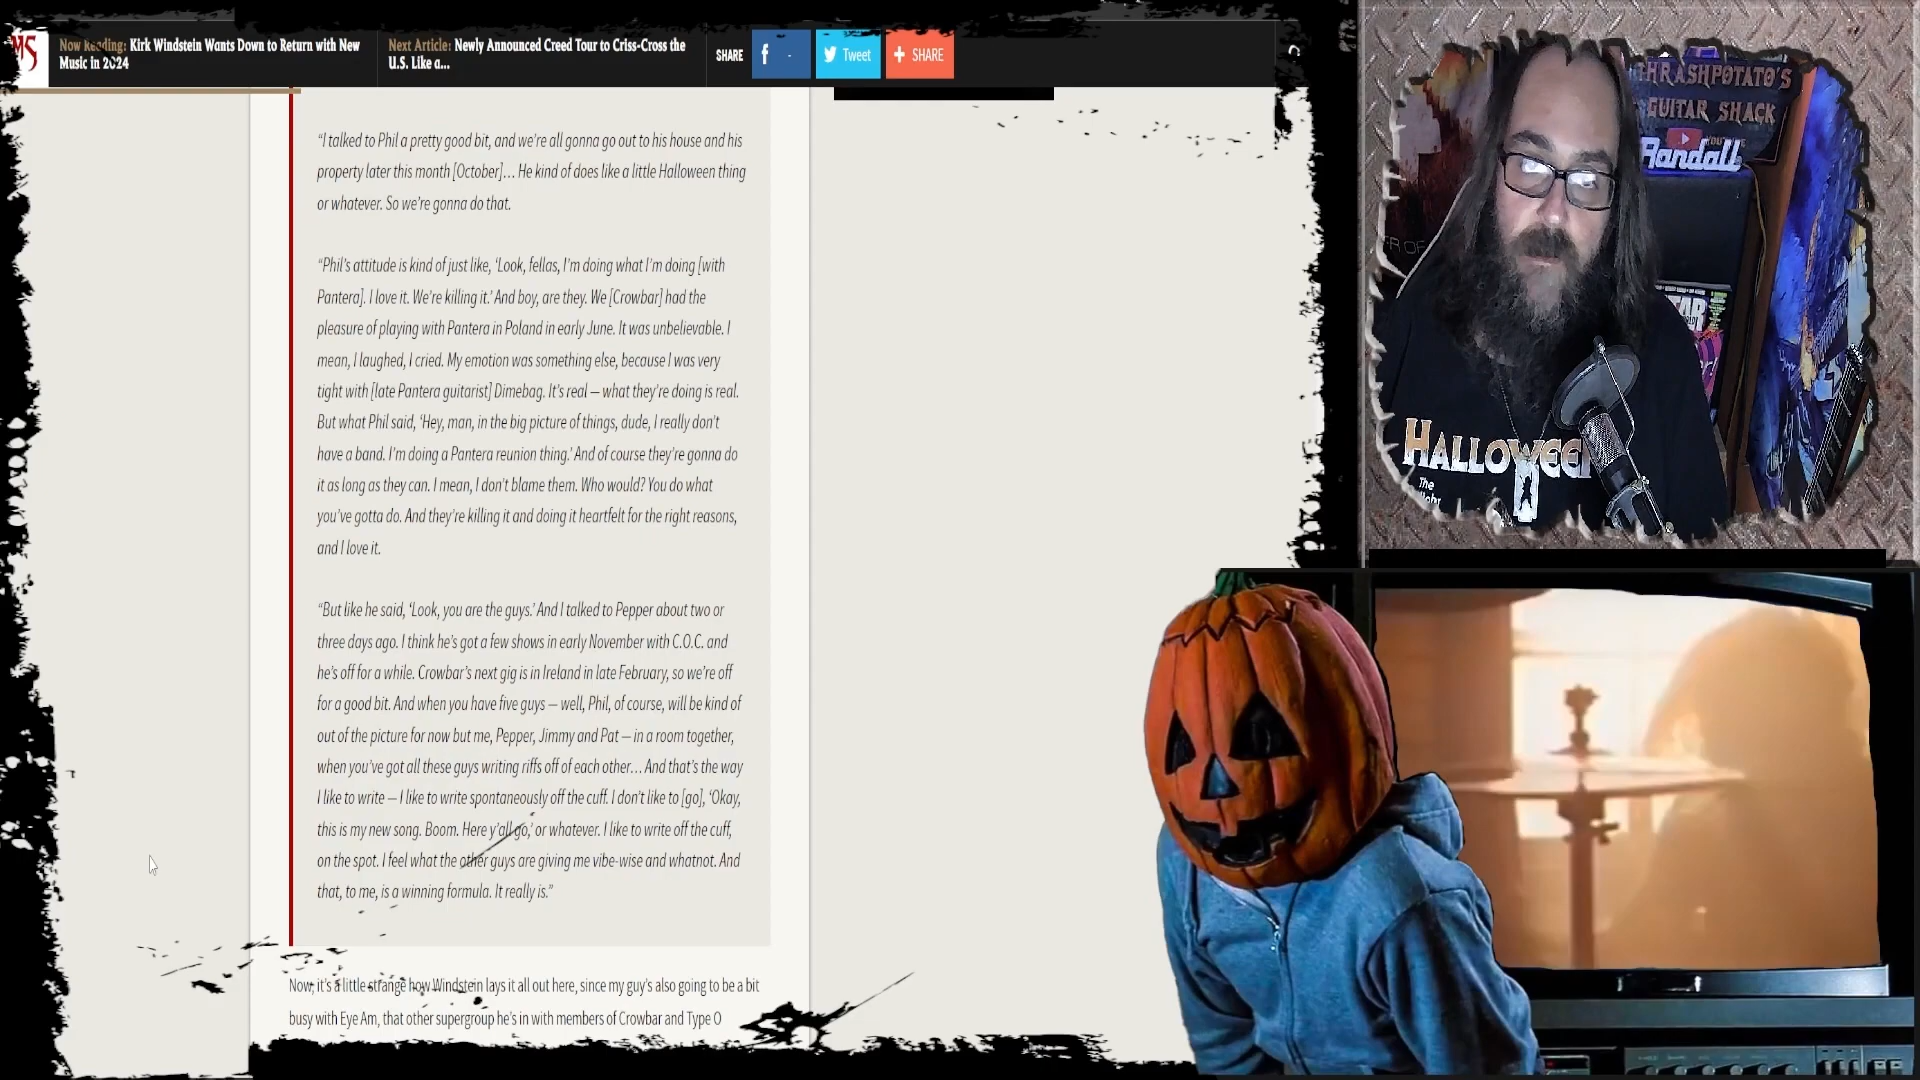 MS
Now Reading: Kirk Windstein Wants Down to Return with New
Music in 2024
Next Article: Newly Announced Creed Tour to Criss-Cross the
U.S. Like a...
SHARE
f -
Tweet
+ SHARE
“I talked to Phil a pretty good bit, and we’re all gonna go out to his house and his
property later this month [October]… He kind of does like a little Halloween thing
or whatever. So we’re gonna do that.
“Phil’s attitude is kind of just like, ‘Look, fellas, I’m doing what I’m doing [with
Pantera]. I love it. We’re killing it.’ And boy, are they. We [Crowbar] had the
pleasure of playing with Pantera in Poland in early June. It was unbelievable. I
mean, I laughed, I cried. My emotion was something else, because I was very
tight with [late Pantera guitarist] Dimebag. It’s real — what they’re doing is real.
But what Phil said, ‘Hey, man, in the big picture of things, dude, I really don’t
have a band. I’m doing a Pantera reunion thing.’ And of course they’re gonna do
it as long as they can. I mean, I don’t blame them. Who would? You do what
you’ve gotta do. And they’re killing it and doing it heartfelt for the right reasons,
and I love it.
“But like he said, ‘Look, you are the guys.’ And I talked to Pepper about two or
three days ago. I think he’s got a few shows in early November with C.O.C. and
he’s off for a while. Crowbar’s next gig is in Ireland in late February, so we’re off
for a good bit. And when you have five guys — well, Phil, of course, will be kind of
out of the picture for now but me, Pepper, Jimmy and Pat — in a room together,
when you’ve got all these guys writing riffs off of each other… And that’s the way
I like to write — I like to write spontaneously off the cuff. I don’t like to [go], ‘Okay,
this is my new song. Boom. Here y’all go,’ or whatever. I like to write off the cuff,
on the spot. I feel what the other guys are giving me vibe-wise and whatnot. And
that, to me, is a winning formula. It really is.”
Now, it’s a little strange how Windstein lays it all out here, since my guy’s also going to be a bit
busy with Eye Am, that other supergroup he’s in with members of Crowbar and Type O
THRASHPOTATO'S
GUITAR SHACK
Randall
HALLOWEEN
The